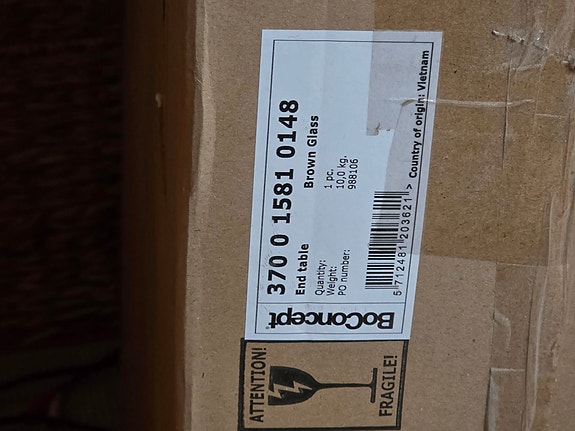 BoConcept®
370 0 1581 0148
End table
Brown Glass
Quantity: 1 pc.
Weight: 10,0 kg.
PO number: 988106
5 712481 203621 >
Country of origin: Vietnam
ATTENTION!
FRAGILE!